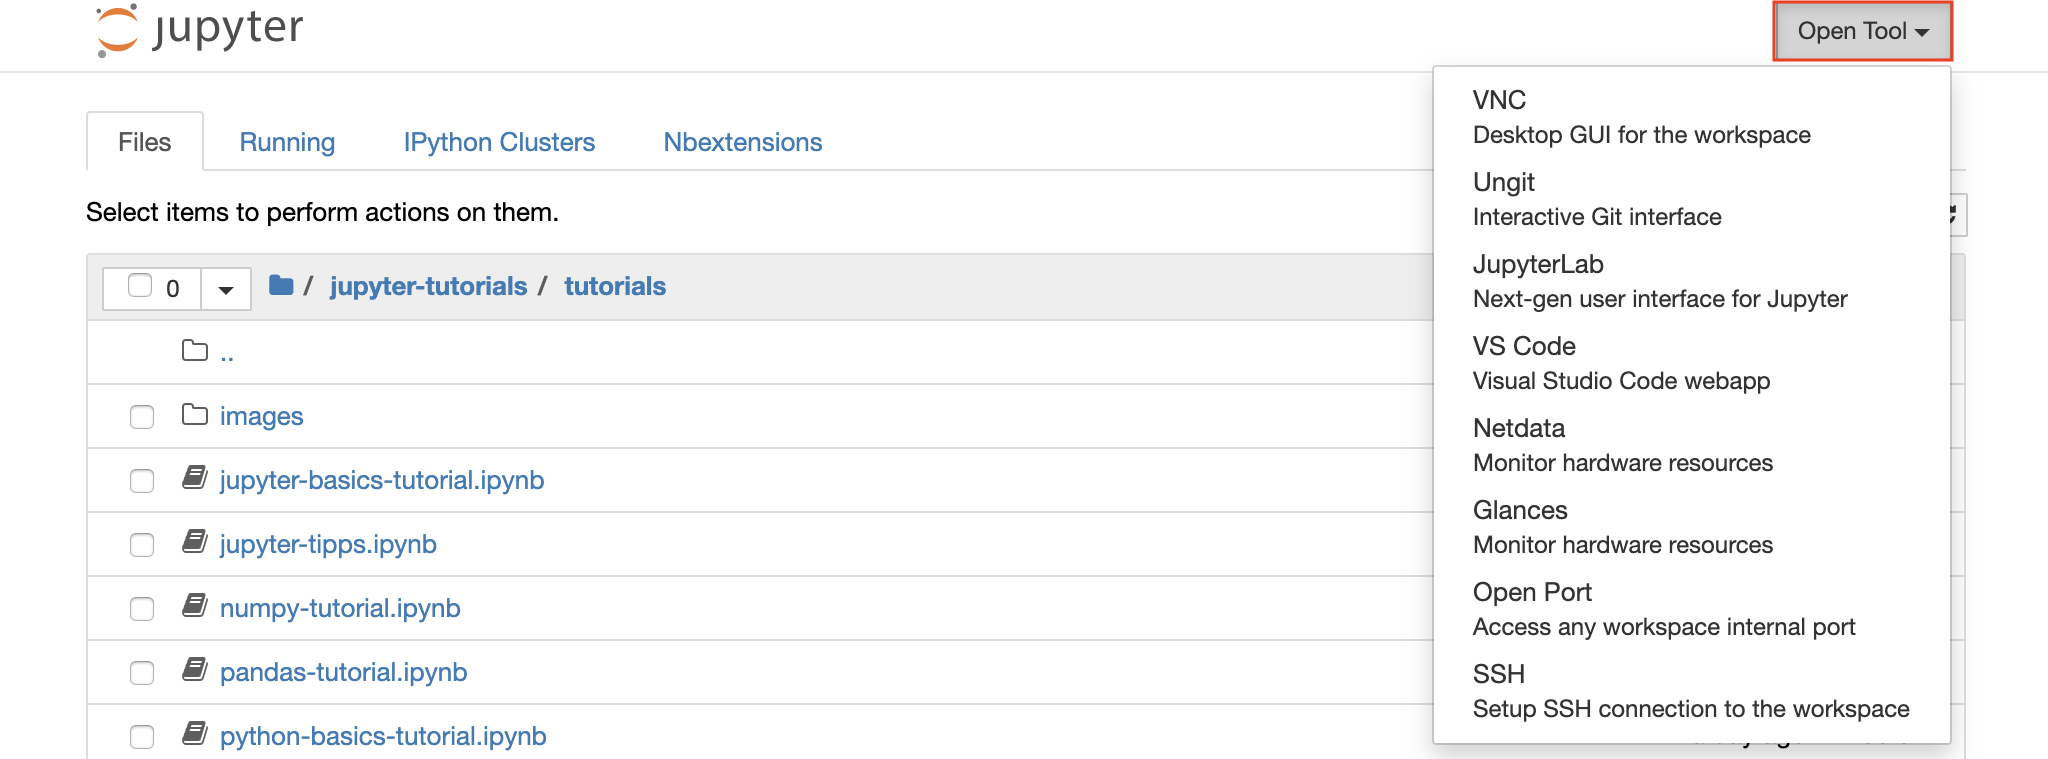 jupyter
Open Tool
Files
Running
IPython Clusters
Nbextensions
Select items to perform actions on them.
0
/ jupyter-tutorials / tutorials
..
images
jupyter-basics-tutorial.ipynb
jupyter-tipps.ipynb
numpy-tutorial.ipynb
pandas-tutorial.ipynb
python-basics-tutorial.ipynb
VNC
Desktop GUI for the workspace
Ungit
Interactive Git interface
JupyterLab
Next-gen user interface for Jupyter
VS Code
Visual Studio Code webapp
Netdata
Monitor hardware resources
Glances
Monitor hardware resources
Open Port
Access any workspace internal port
SSH
Setup SSH connection to the workspace